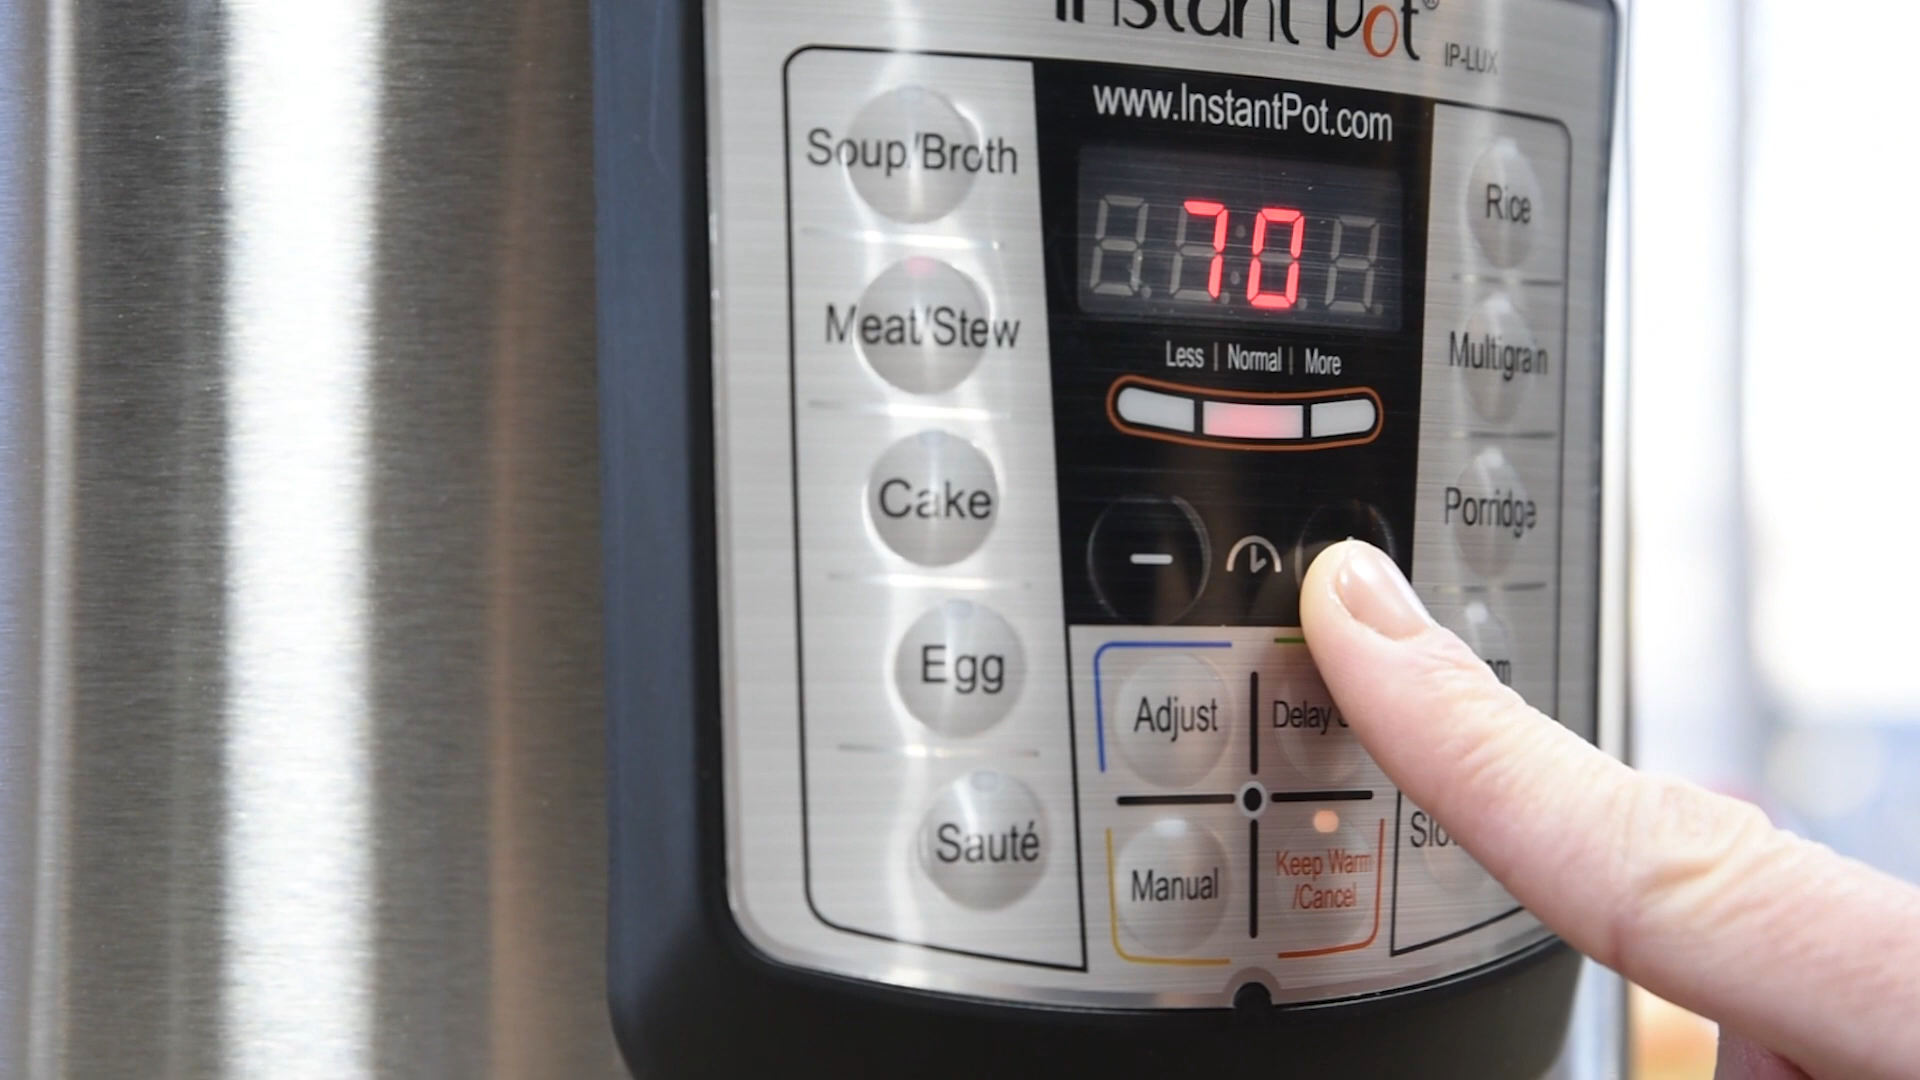 Instant Pot®
IP-LUX
www.InstantPot.com
70
Less | Normal | More
Soup/Broth
Meat/Stew
Cake
Egg
Sauté
Rice
Multigrain
Porridge
−
Adjust
Delay
Manual
Keep Warm
/Cancel